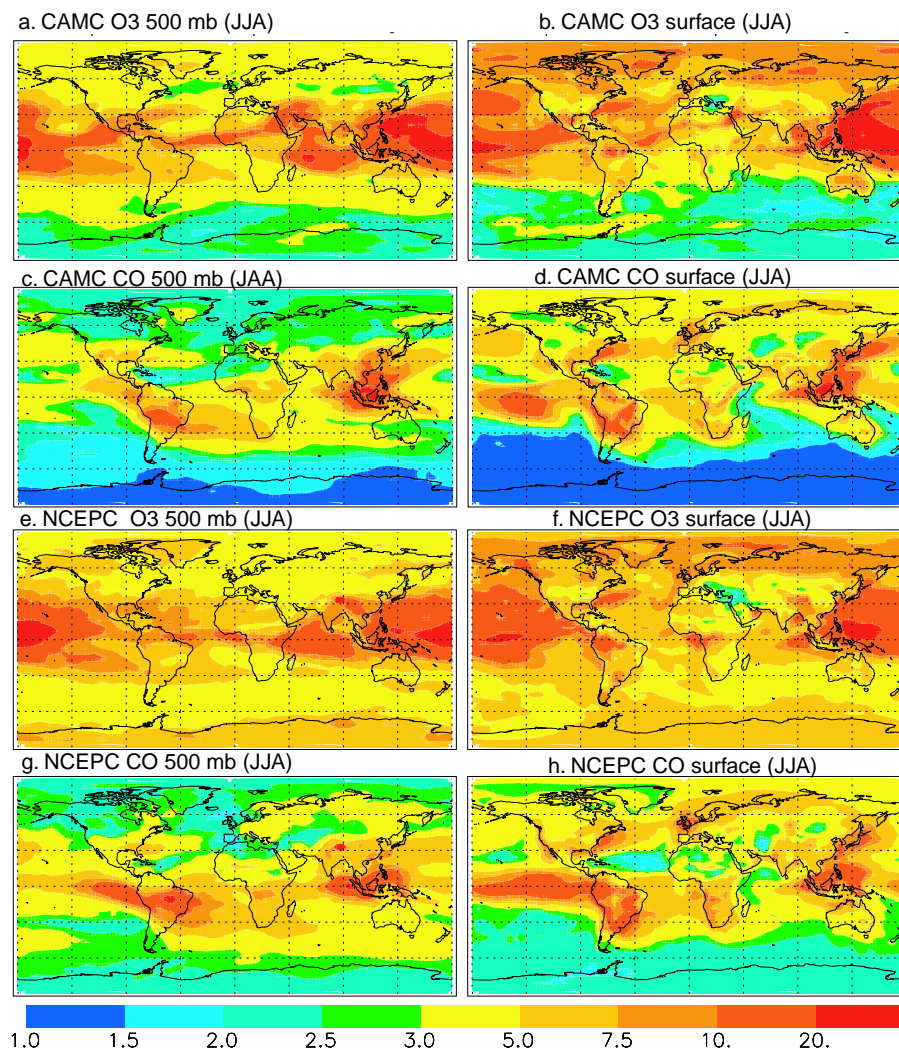 a. CAMC O3 500 mb (JJA)
b. CAMC O3 surface (JJA)
c. CAMC CO 500 mb (JAA)
d. CAMC CO surface (JJA)
e. NCEPC O3 500 mb (JJA)
f. NCEPC O3 surface (JJA)
g. NCEPC CO 500 mb (JJA)
h. NCEPC CO surface (JJA)
1.0 1.5 2.0 2.5 3.0 5.0 7.5 10. 20.